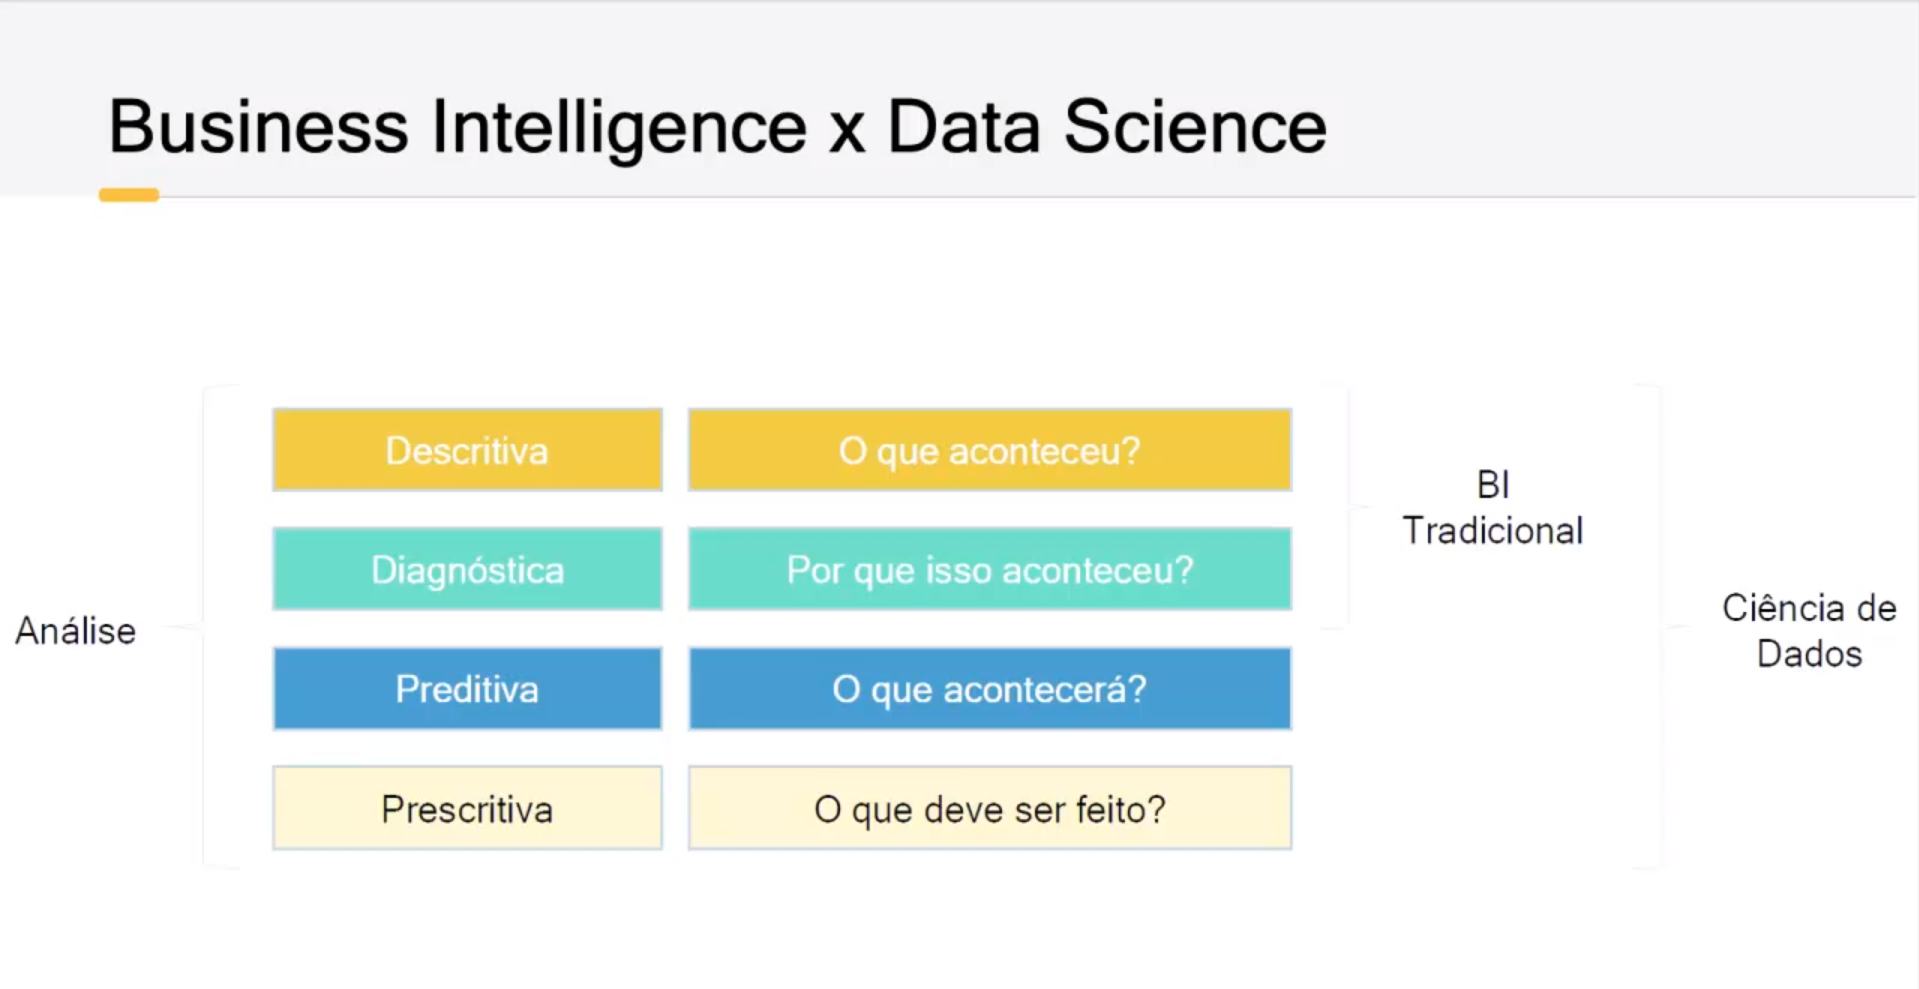 Business Intelligence x Data Science
Análise
Descritiva
O que aconteceu?
Diagnóstica
Por que isso aconteceu?
Preditiva
O que acontecerá?
Prescritiva
O que deve ser feito?
BI
Tradicional
Ciência de
Dados